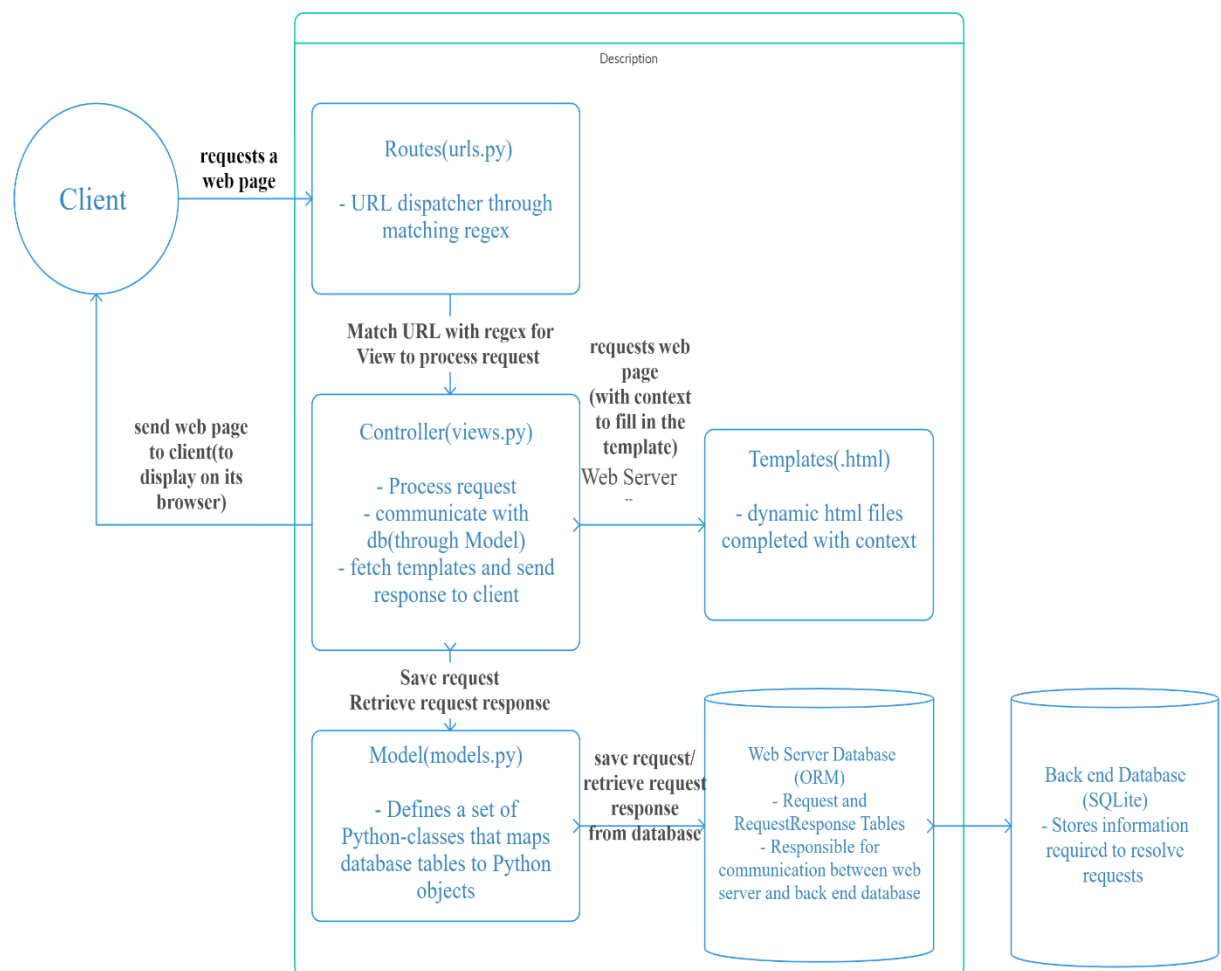 Description
Client
requests a
web page
Routes(urls.py)
- URL dispatcher through
matching regex
Match URL with regex for
View to process request
requests web
page
(with context
to fill in the
template)
Web Server
--
send web page
to client(to
display on its
browser)
Controller(views.py)
- Process request
- communicate with
db(through Model)
- fetch templates and send
response to client
Templates(.html)
- dynamic html files
completed with context
Save request
Retrieve request response
Model(models.py)
- Defines a set of
Python-classes that maps
database tables to Python
objects
save request/
retrieve request
response
from database
Web Server Database
(ORM)
- Request and
RequestResponse Tables
- Responsible for
communication between web
server and back end database
Back end Database
(SQLite)
- Stores information
required to resolve
requests